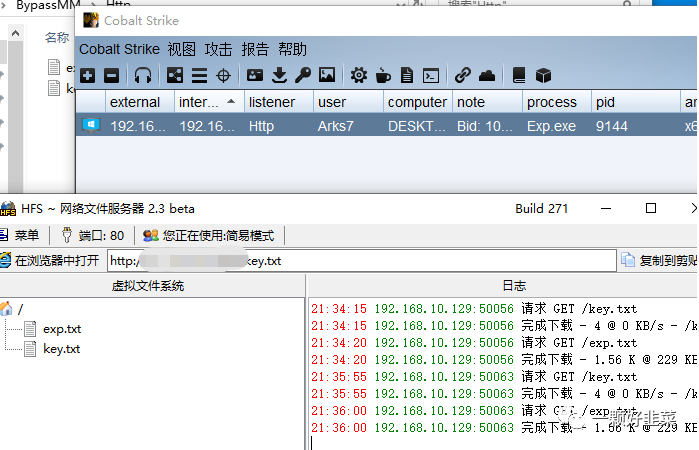 BypassMM › Http
搜索"Http"
名称
Cobalt Strike
Cobalt Strike 视图 攻击 报告 帮助
external inter... listener user computer note process pid
192.16... 192.16... Http Arks7 DESKT... Bid: 10... Exp.exe 9144
HFS ~ 网络文件服务器 2.3 beta Build 271
菜单 端口: 80 您正在使用:简易模式
在浏览器中打开 http:/ key.txt 复制到剪贴
虚拟文件系统 日志
/
exp.txt
key.txt
21:34:15 192.168.10.129:50056 请求 GET /key.txt
21:34:15 192.168.10.129:50056 完成下载 - 4 @ 0 KB/s - /k
21:34:20 192.168.10.129:50056 请求 GET /exp.txt
21:34:20 192.168.10.129:50056 完成下载 - 1.56 K @ 229 KB
21:35:55 192.168.10.129:50063 请求 GET /key.txt
21:35:55 192.168.10.129:50063 完成下载 - 4 @ 0 KB/s - /k
21:36:00 192.168.10.129:50063 请求 GET /exp.txt
21:36:00 192.168.10.129:50063 完成下载 - 1.56 K @ 229 KB
一颗好韭菜